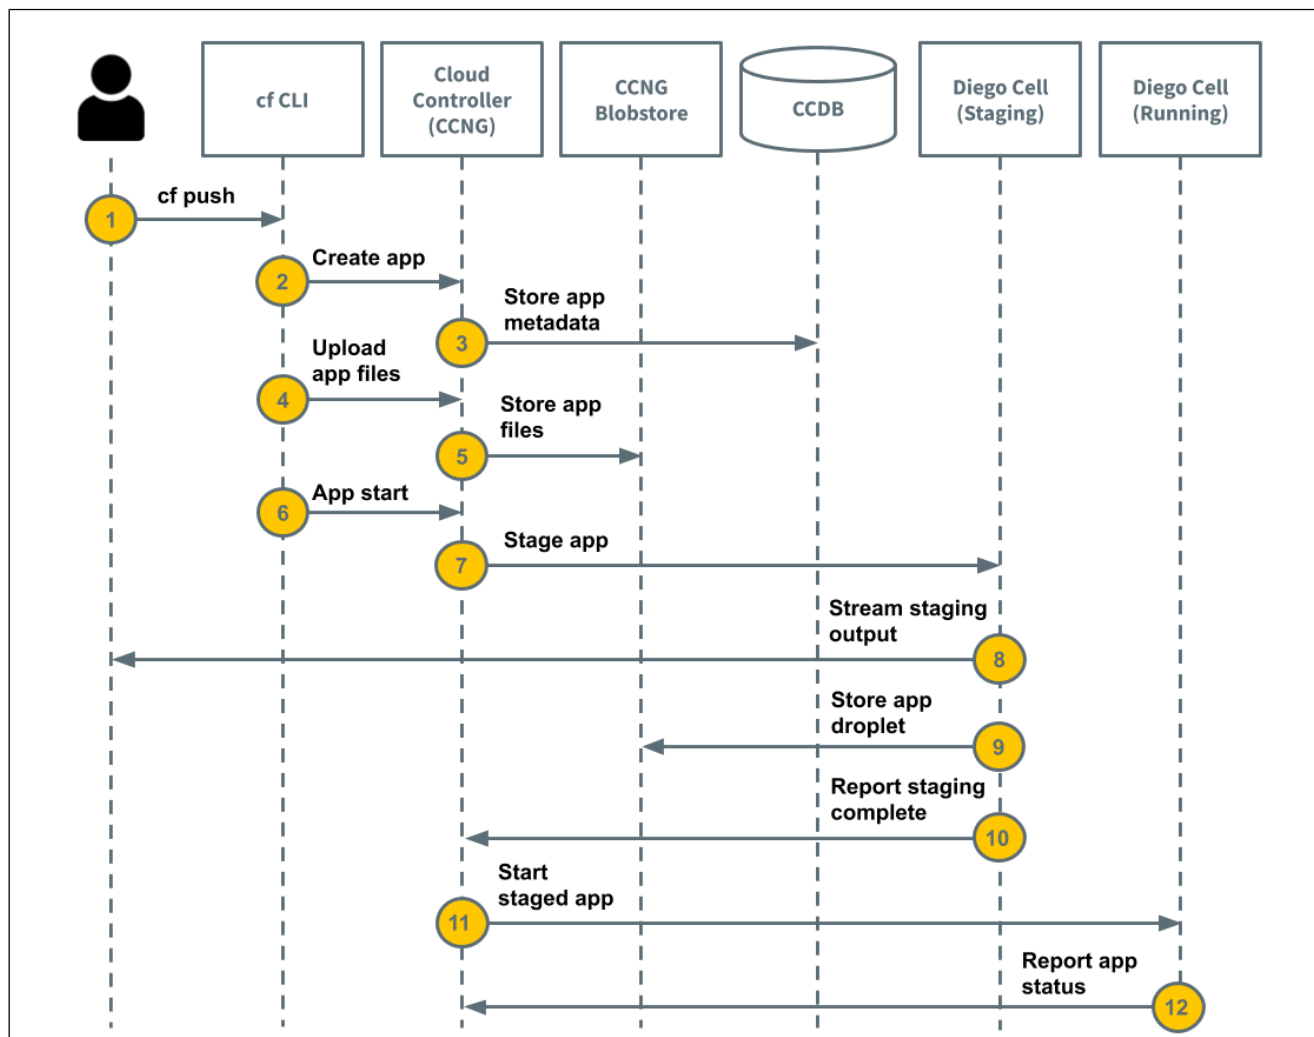 cf CLI
Cloud
Controller
(CCNG)
CCNG
Blobstore
CCDB
Diego Cell
(Staging)
Diego Cell
(Running)
1
cf push
2
Create app
3
Store app
metadata
4
Upload
app files
5
Store app
files
6
App start
7
Stage app
Stream staging
output
8
Store app
droplet
9
Report staging
complete
10
Start
staged app
11
Report app
status
12